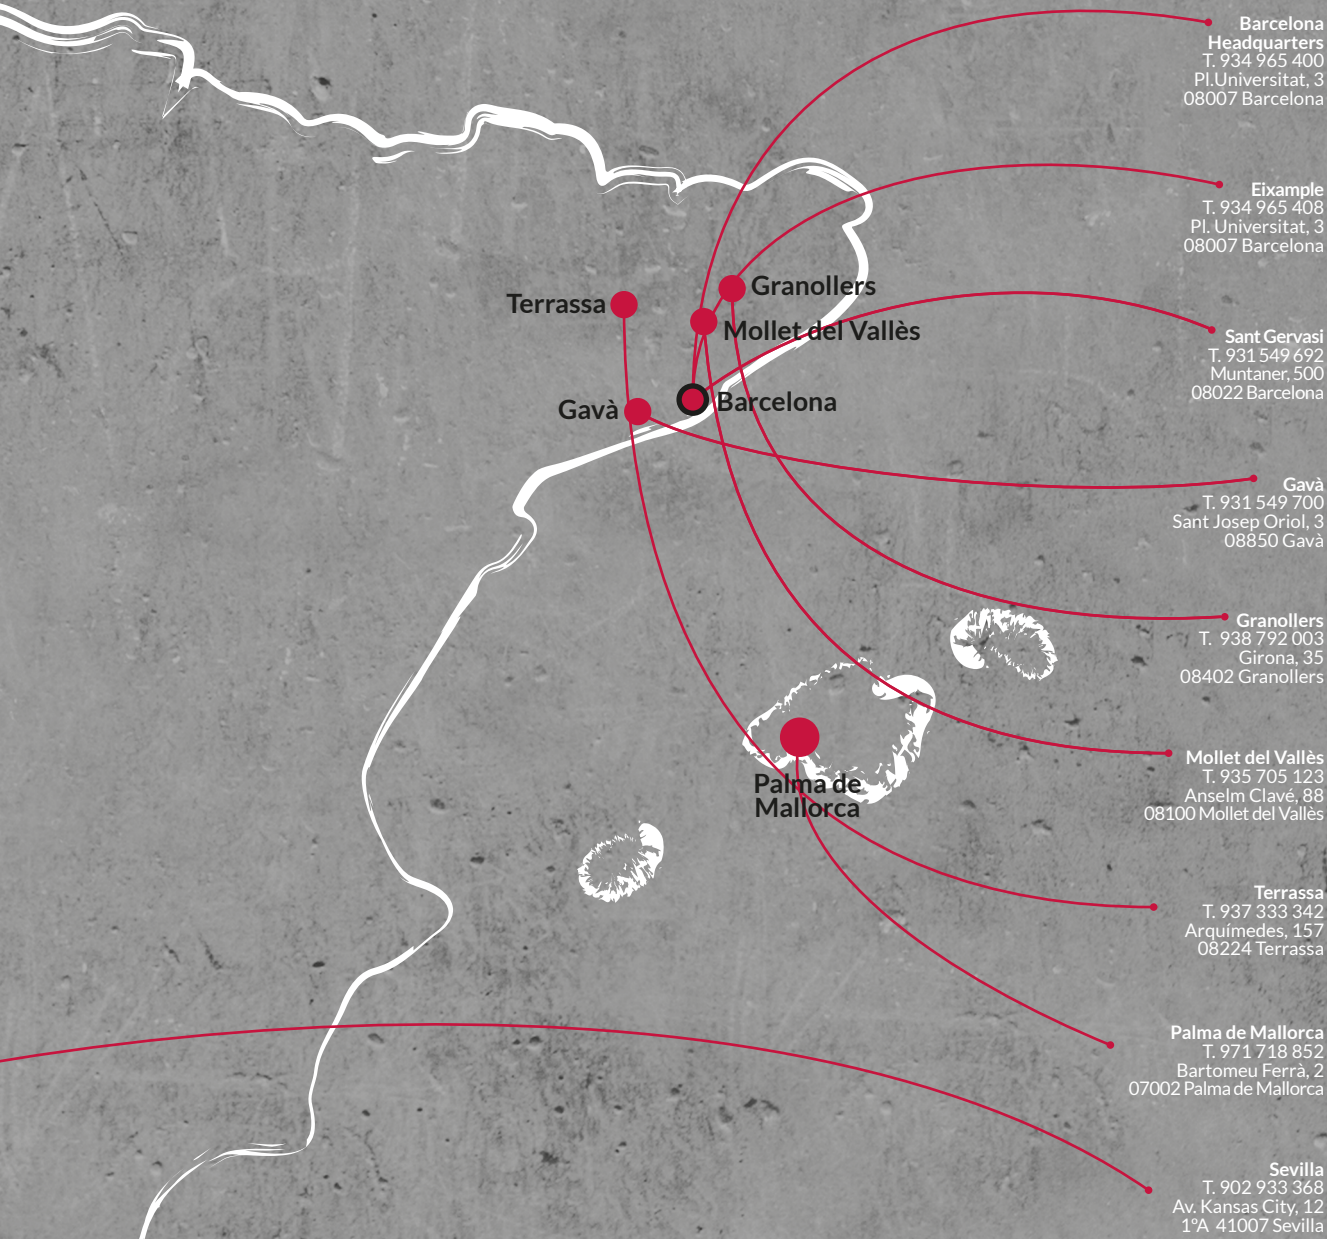 Barcelona
Headquarters
T. 934 965 400
Pl.Universitat, 3
08007 Barcelona
Eixample
T. 934 965 408
Pl. Universitat, 3
08007 Barcelona
Granollers
Terrassa
Mollet del Vallès
Sant Gervasi
T. 931 549 692
Muntaner, 500
08022 Barcelona
Barcelona
Gavà
Gavà
T. 931 549 700
Sant Josep Oriol, 3
08850 Gavà
Granollers
T. 938 792 003
Girona, 35
08402 Granollers
Mollet del Vallès
T. 935 705 123
Anselm Clavé, 88
08100 Mollet del Vallès
Palma de
Mallorca
Terrassa
T. 937 333 342
Arquímedes, 157
08224 Terrassa
Palma de Mallorca
T. 971 718 852
Bartomeu Ferrà, 2
07002 Palma de Mallorca
Sevilla
T. 902 933 368
Av. Kansas City, 12
1ºA 41007 Sevilla